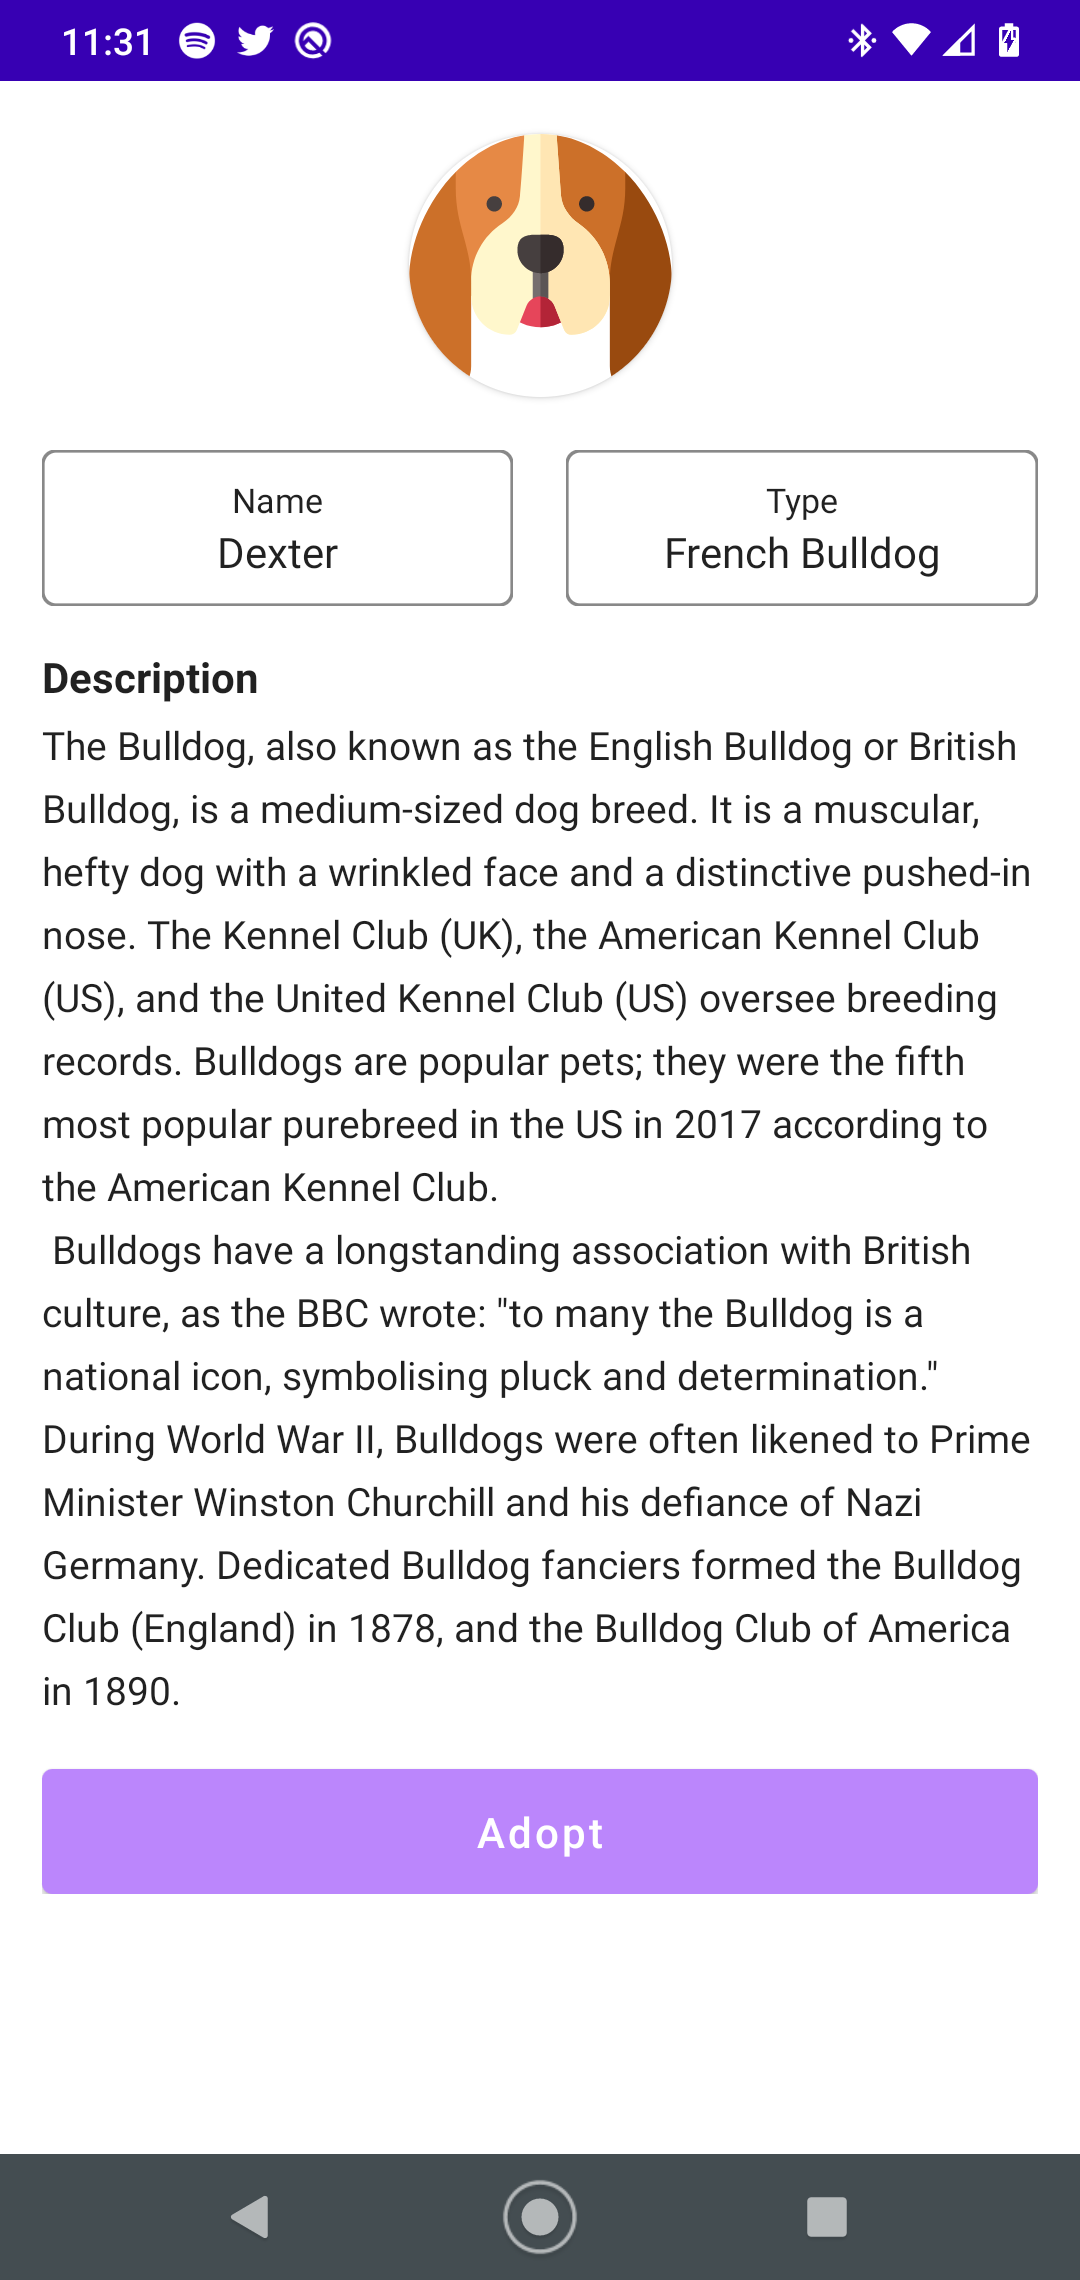 11:31
Name
Dexter
Type
French Bulldog
Description
The Bulldog, also known as the English Bulldog or British
Bulldog, is a medium-sized dog breed. It is a muscular,
hefty dog with a wrinkled face and a distinctive pushed-in
nose. The Kennel Club (UK), the American Kennel Club
(US), and the United Kennel Club (US) oversee breeding
records. Bulldogs are popular pets; they were the fifth
most popular purebreed in the US in 2017 according to
the American Kennel Club.
Bulldogs have a longstanding association with British
culture, as the BBC wrote: "to many the Bulldog is a
national icon, symbolising pluck and determination."
During World War II, Bulldogs were often likened to Prime
Minister Winston Churchill and his defiance of Nazi
Germany. Dedicated Bulldog fanciers formed the Bulldog
Club (England) in 1878, and the Bulldog Club of America
in 1890.
Adopt